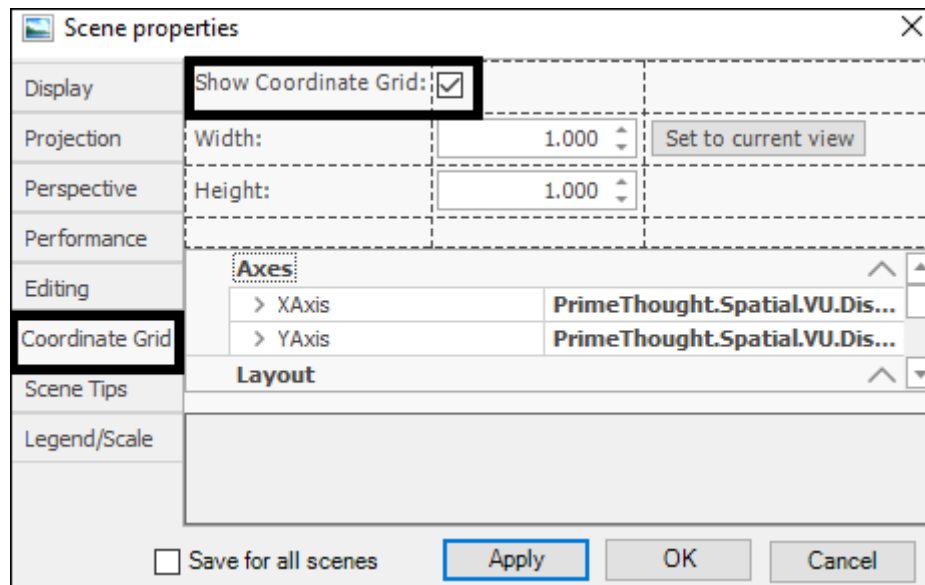 Scene properties
Display
Projection
Perspective
Performance
Editing
Coordinate Grid
Scene Tips
Legend/Scale
Show Coordinate Grid:
Width: 1.000 Set to current view
Height: 1.000
Axes
XAxis PrimeThought.Spatial.VU.Dis...
YAxis PrimeThought.Spatial.VU.Dis...
Layout
Save for all scenes Apply OK Cancel